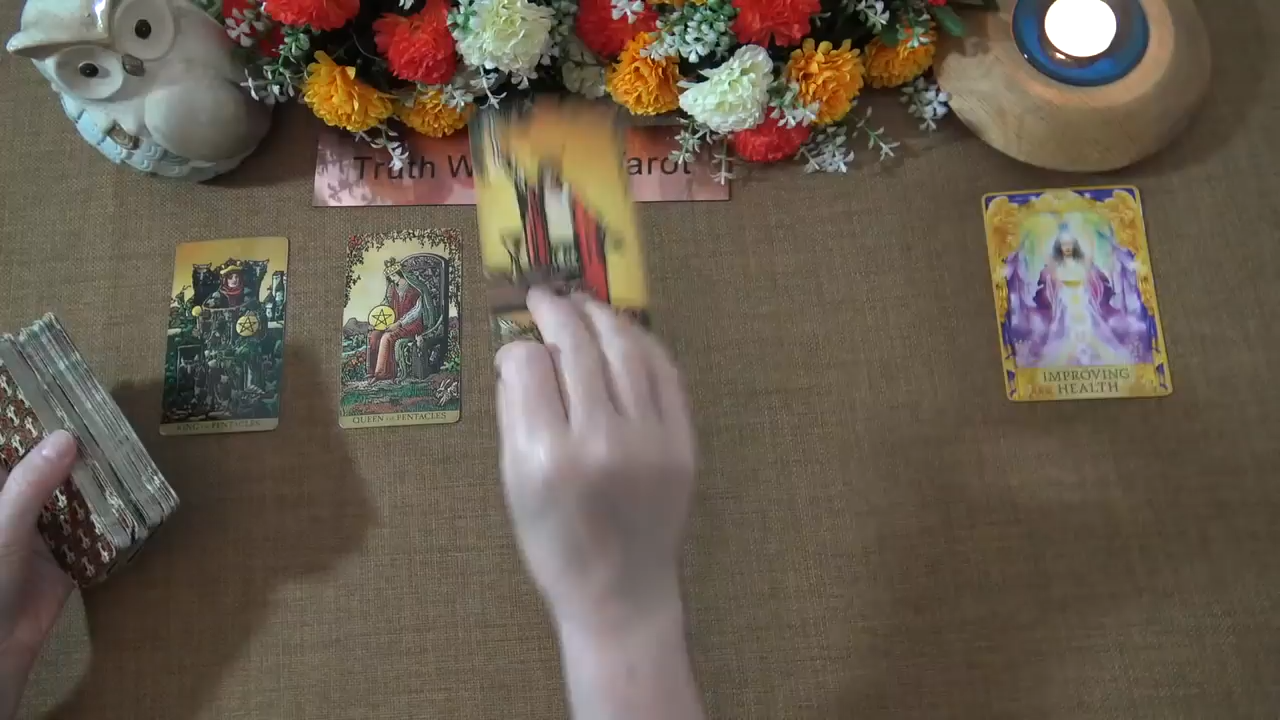 Truth W arot
KING OF PENTACLES
QUEEN OF PENTACLES
IMPROVING
HEALTH